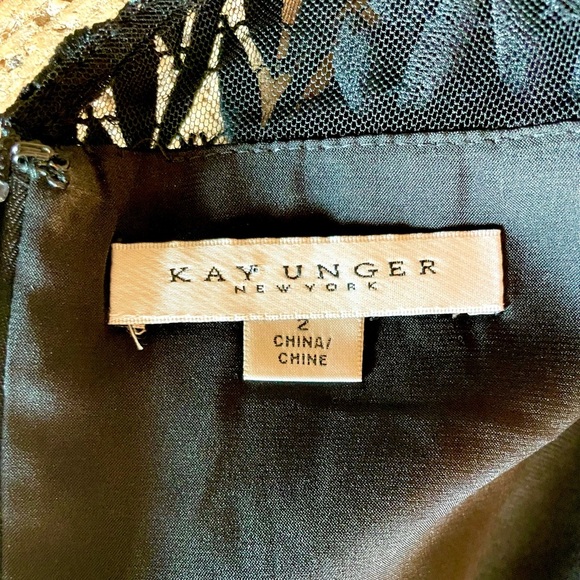 KAY UNGER
NEW YORK
2
CHINA/
CHINE